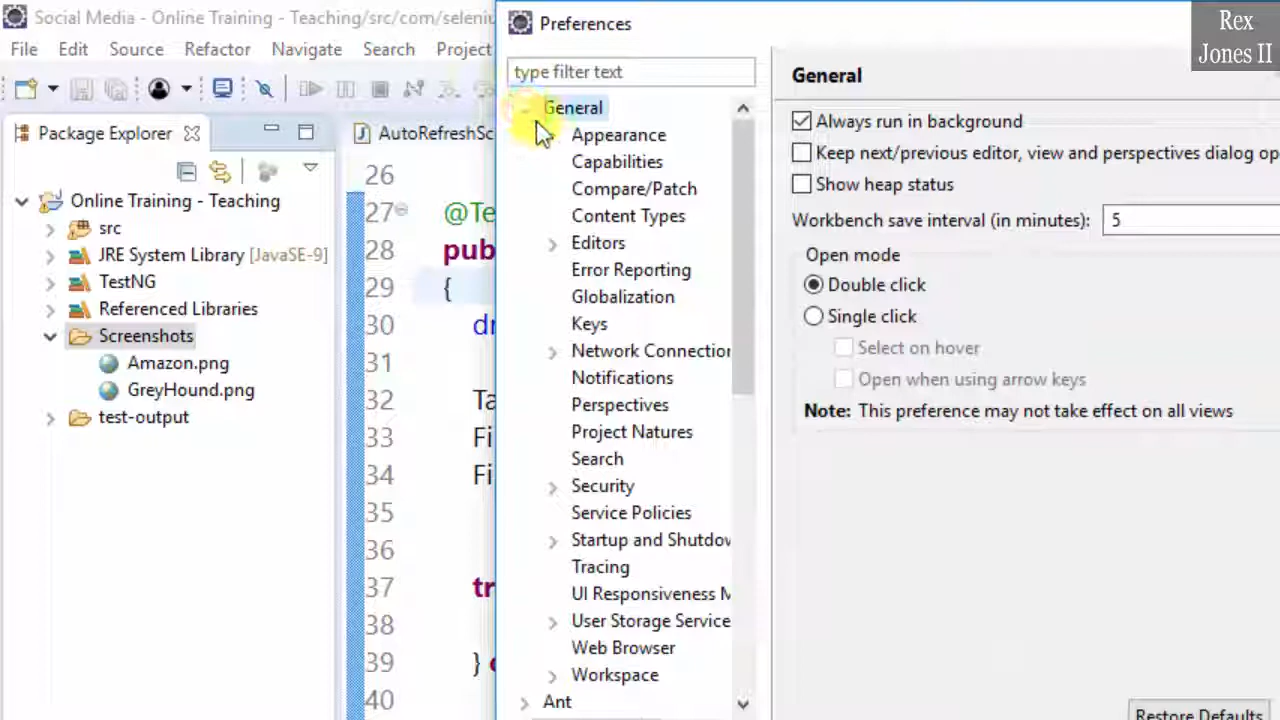 Social Media - Online Training - Teaching/src/com/seleniu
File Edit Source Refactor Navigate Search Project
Package Explorer
AutoRefreshSc
Online Training - Teaching
src
JRE System Library [JavaSE-9]
TestNG
Referenced Libraries
Screenshots
Amazon.png
GreyHound.png
test-output
26
27 @Te
28 pub
29 {
30 dr
31
32 Ta
33 Fi
34 Fi
35
36
37 tr
38
39 } c
40
Preferences
type filter text
General
Appearance
Capabilities
Compare/Patch
Content Types
Editors
Error Reporting
Globalization
Keys
Network Connection
Notifications
Perspectives
Project Natures
Search
Security
Service Policies
Startup and Shutdow
Tracing
UI Responsiveness M
User Storage Service
Web Browser
Workspace
Ant
General
Always run in background
Keep next/previous editor, view and perspectives dialog op
Show heap status
Workbench save interval (in minutes): 5
Open mode
Double click
Single click
Select on hover
Open when using arrow keys
Note: This preference may not take effect on all views
Restore Defaults
Rex
Jones II